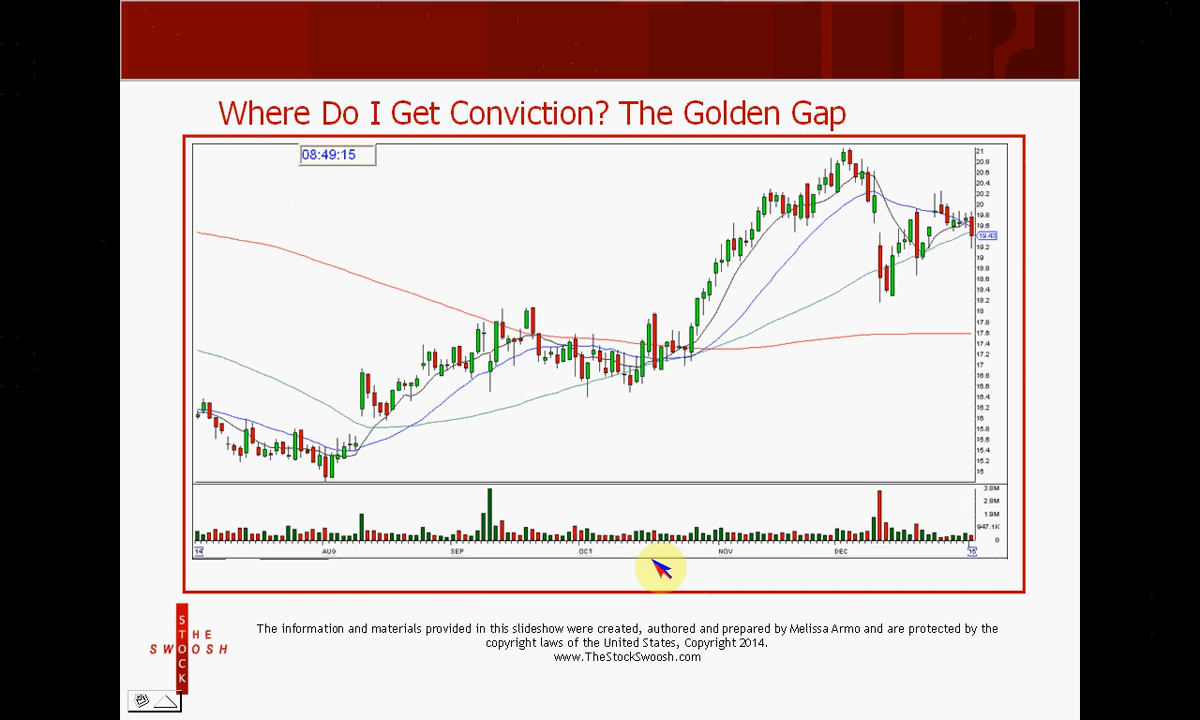 Where Do I Get Conviction? The Golden Gap
08:49:15
21
20.8
20.6
20.4
20.2
20
19.8
19.6
19.43
19.2
19
18.8
18.6
18.4
18.2
18
17.8
17.6
17.4
17.2
17
16.8
16.6
16.4
16.2
16
15.8
15.6
15.4
15.2
15
3.8M
2.8M
1.9M
947.1K
0
14 AUG SEP OCT NOV DEC 15
THE
SWOOSH
STOCK
The information and materials provided in this slideshow were created, authored and prepared by Melissa Armo and are protected by the
copyright laws of the United States, Copyright 2014.
www.TheStockSwoosh.com